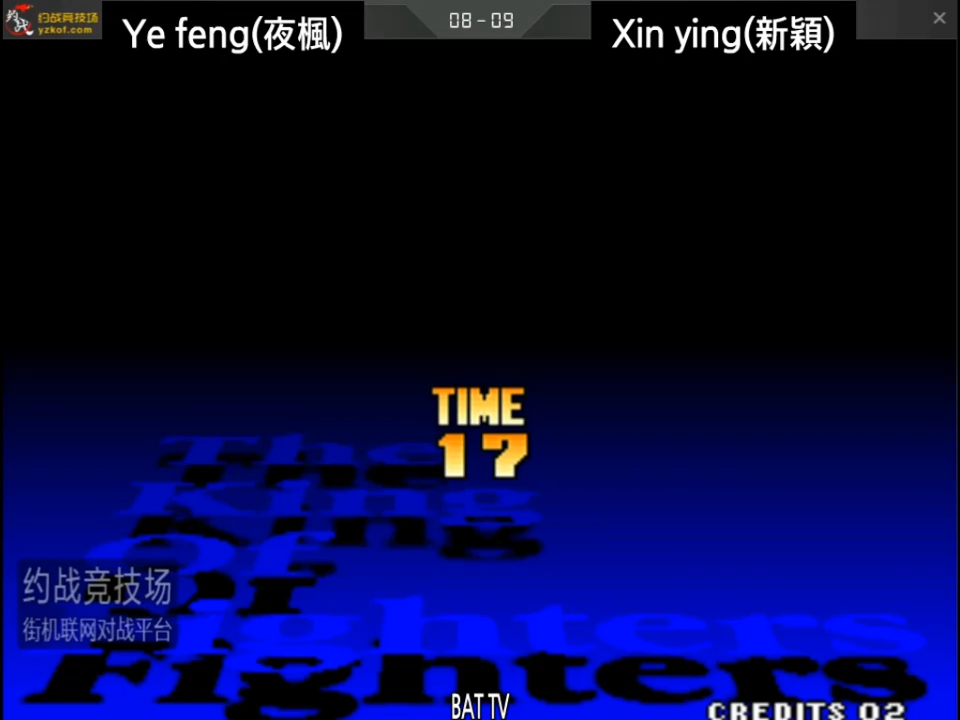 约战竞技场
yzkof.com
Ye feng(夜楓)
08-09
Xin ying(新穎)
TIME
17
The
King
Of
Fighters
约战竞技场
街机联网对战平台
BAT TV
CREDITS 02